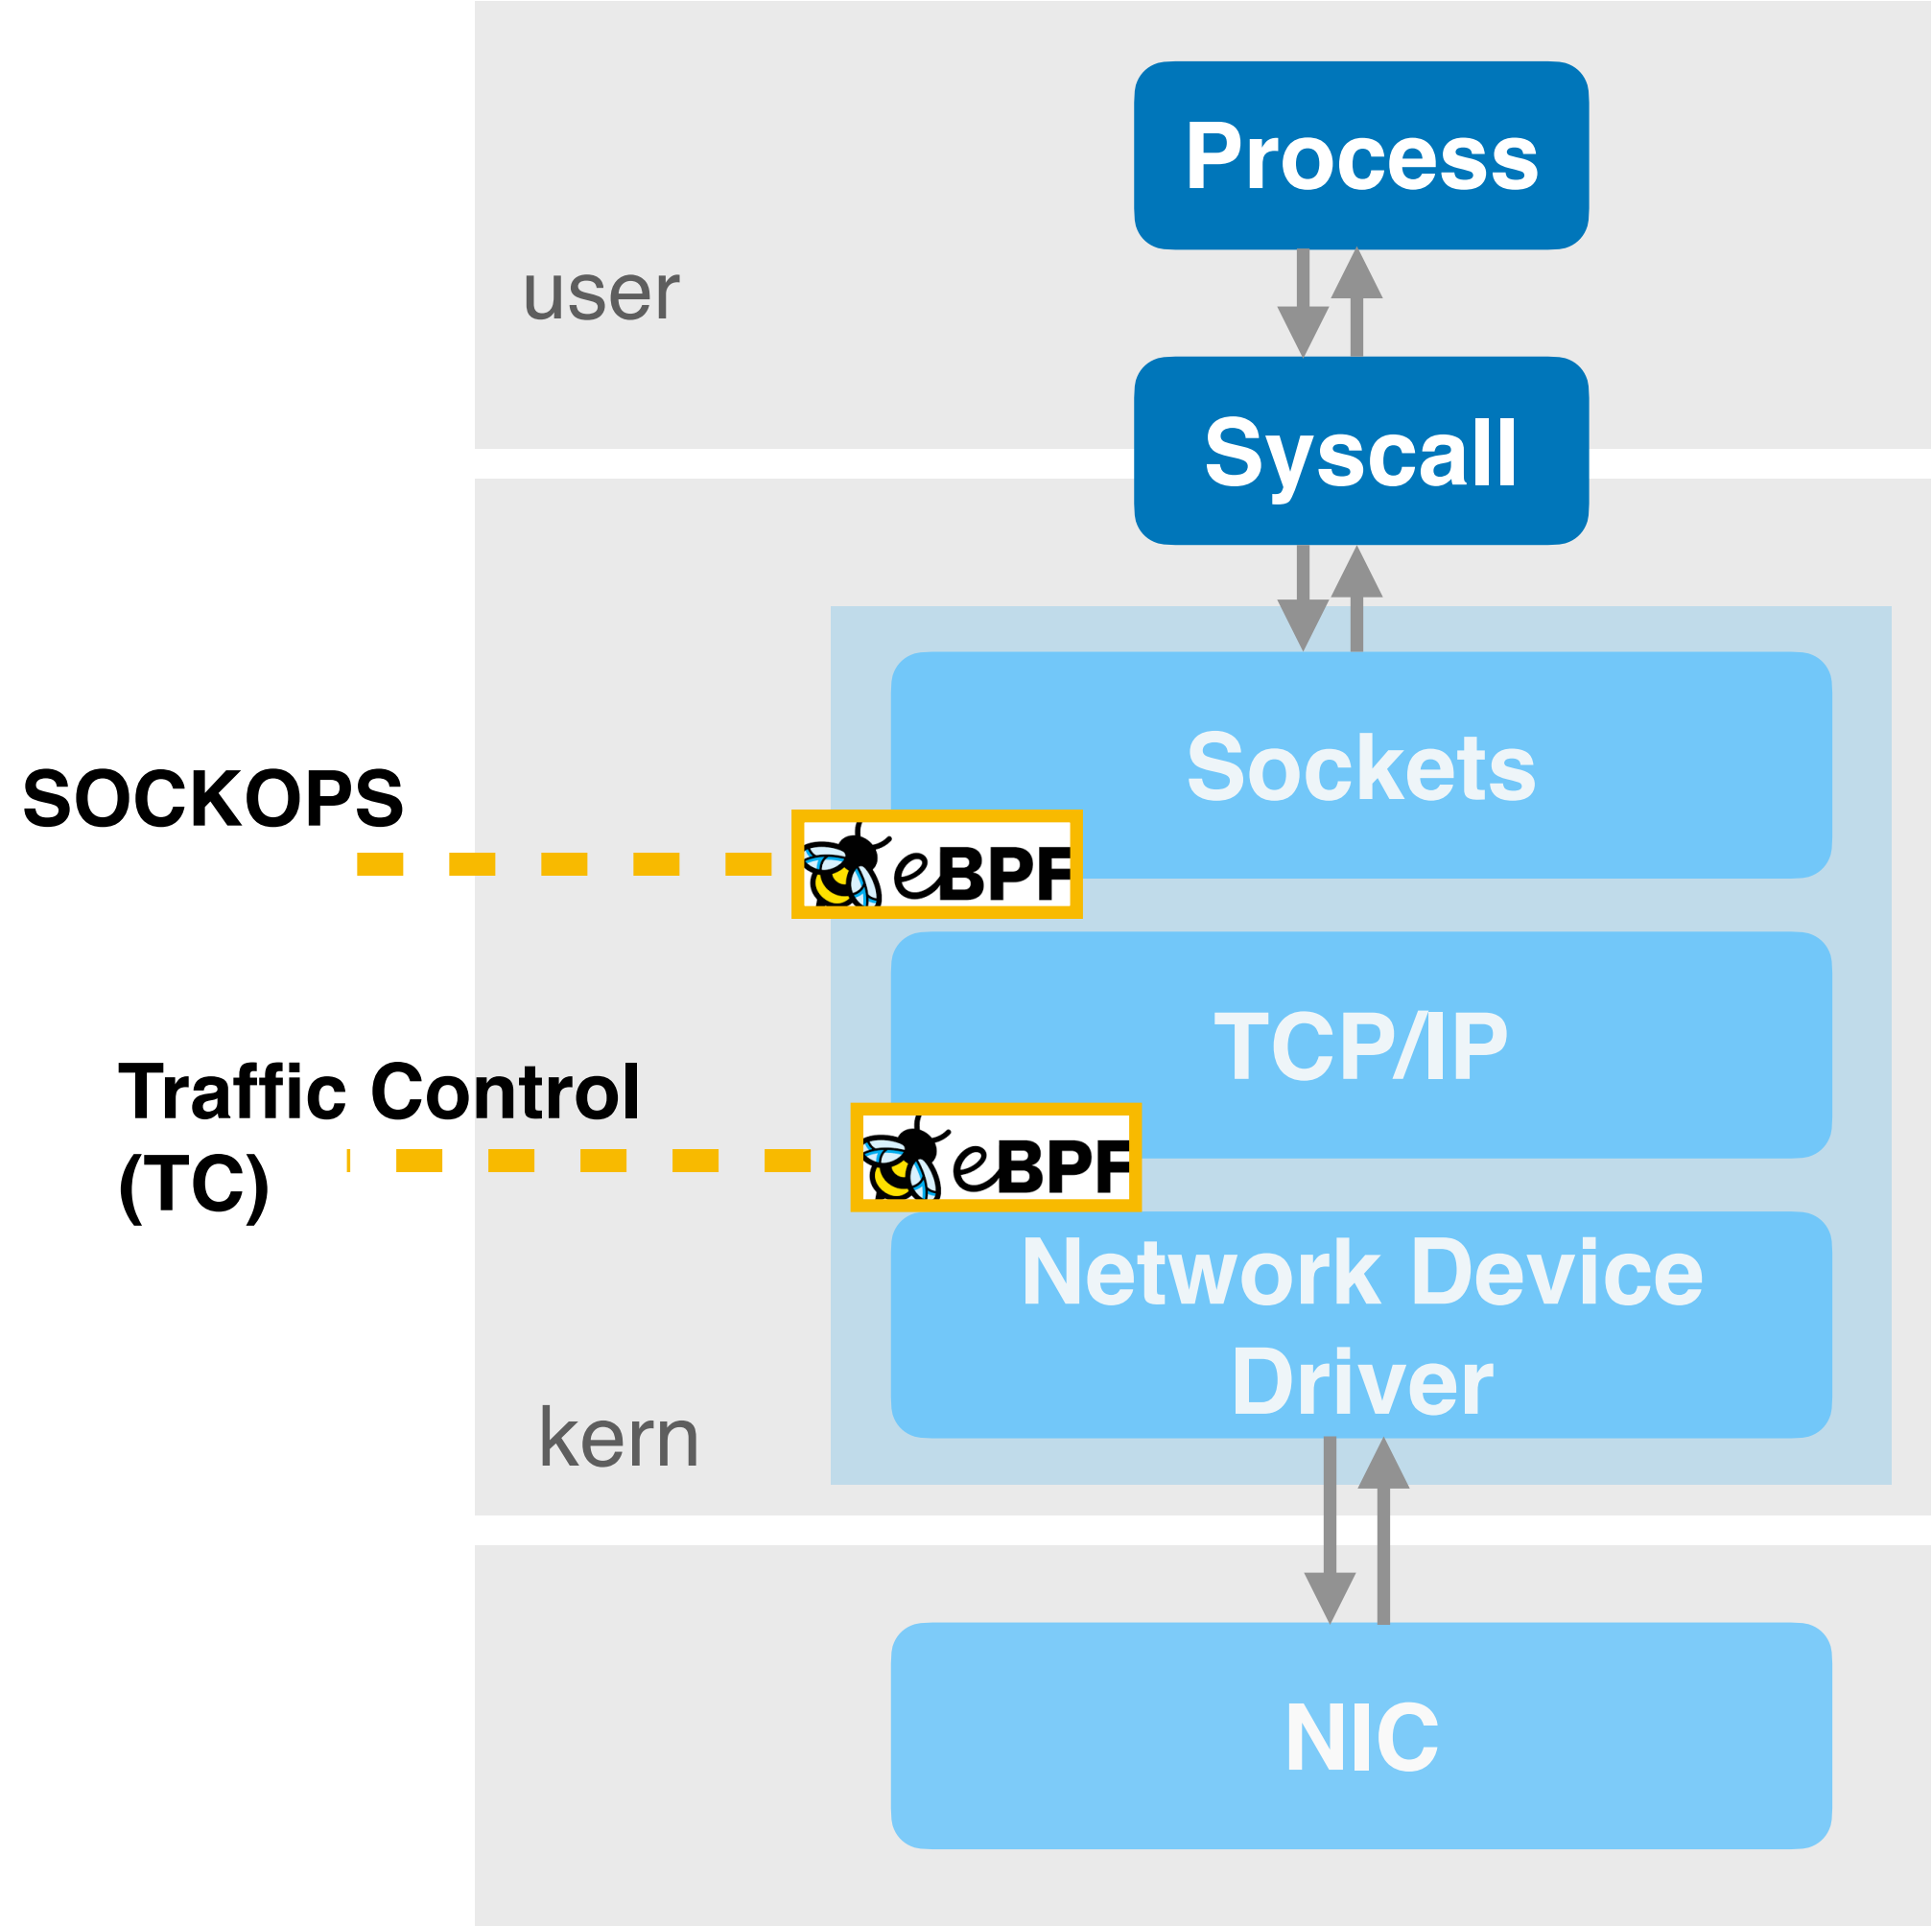 Process
user
Syscall
Sockets
SOCKOPS
eBPF
TCP/IP
Traffic Control
(TC)
eBPF
Network Device
Driver
kern
NIC